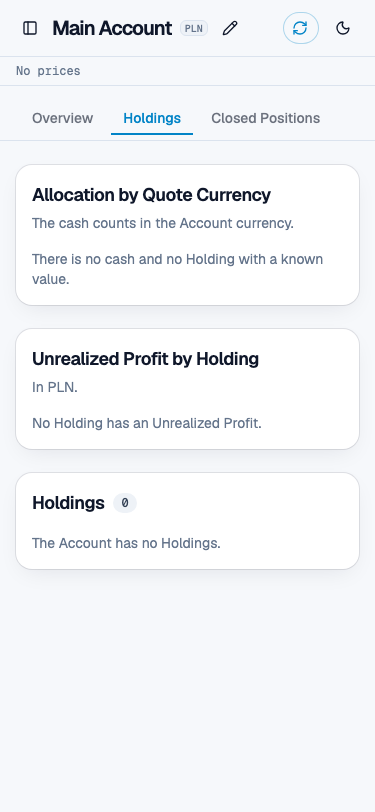 Main Account PLN
No prices
Overview Holdings Closed Positions
Allocation by Quote Currency
The cash counts in the Account currency.
There is no cash and no Holding with a known
value.
Unrealized Profit by Holding
In PLN.
No Holding has an Unrealized Profit.
Holdings 0
The Account has no Holdings.